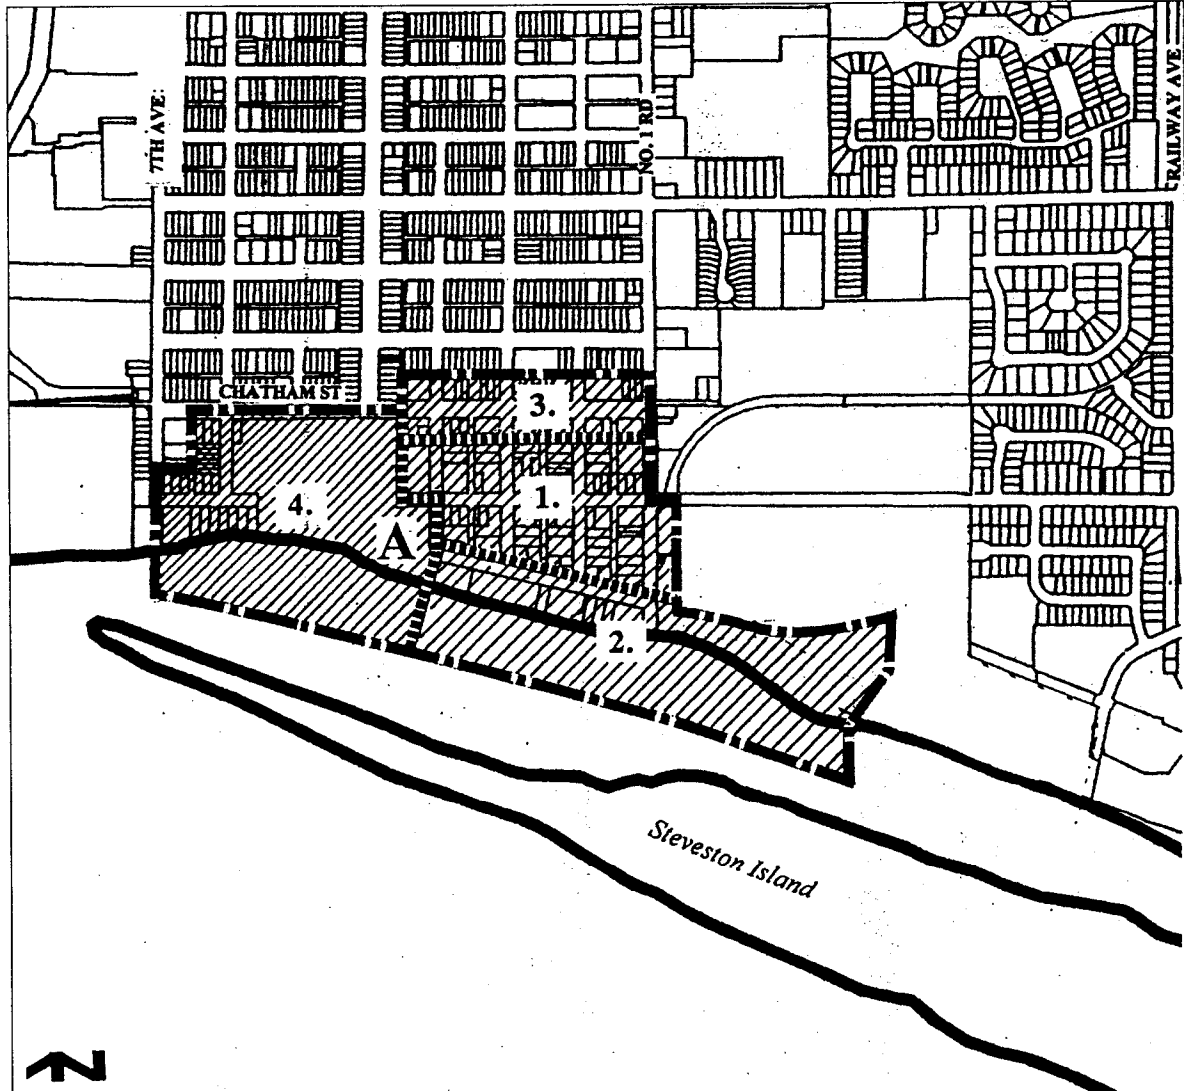 7TH AVE.
NO. 1 RD
RAILWAY AVE
CHATHAM ST
3.
1.
4.
A
2.
Steveston Island
N